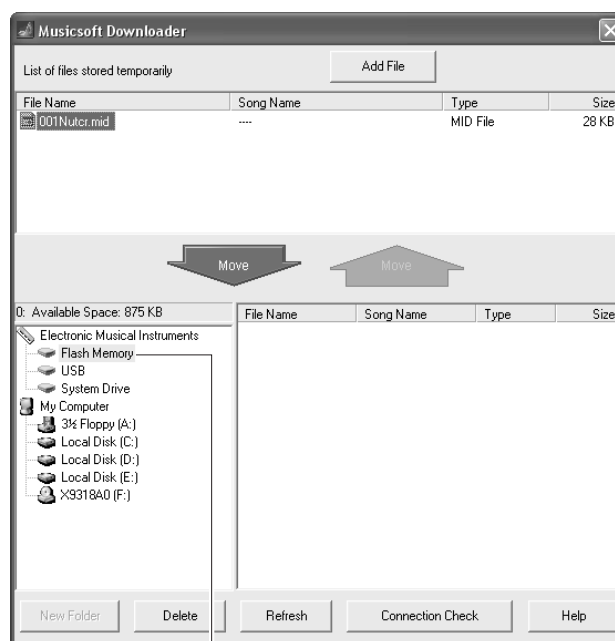 Musicsoft Downloader
List of files stored temporarily
Add File
File Name Song Name Type Size
001Nutcr.mid ---- MID File 28 KB
Move Move
0: Available Space: 875 KB
File Name Song Name Type Size
Electronic Musical Instruments
Flash Memory
USB
System Drive
My Computer
3½ Floppy (A:)
Local Disk (C:)
Local Disk (D:)
Local Disk (E:)
X9318A0 (F:)
New Folder Delete Refresh Connection Check Help